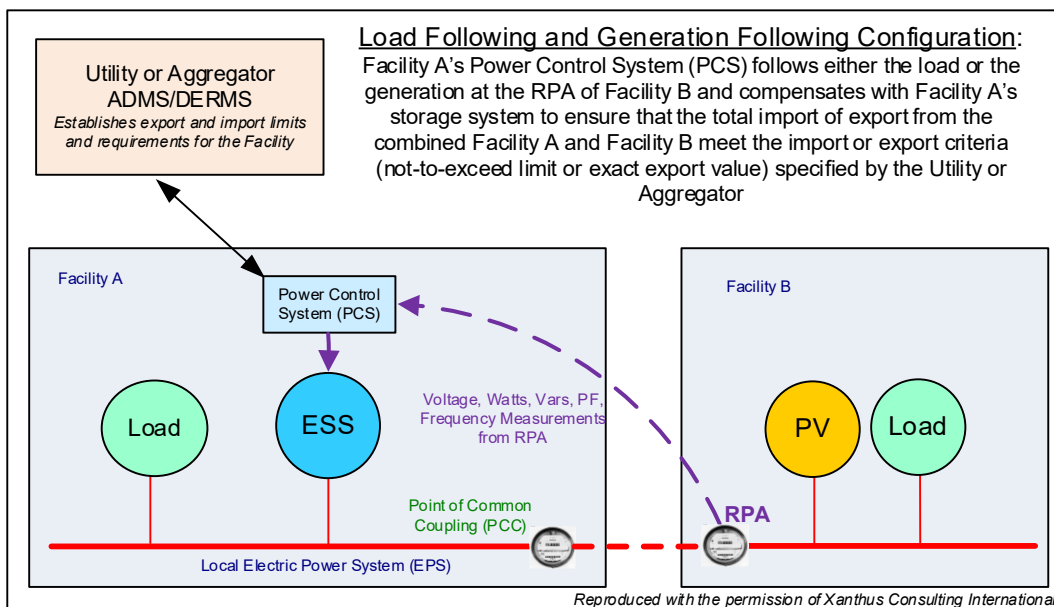 Load Following and Generation Following Configuration:
Facility A's Power Control System (PCS) follows either the load or the
generation at the RPA of Facility B and compensates with Facility A's
storage system to ensure that the total import of export from the
combined Facility A and Facility B meet the import or export criteria
(not-to-exceed limit or exact export value) specified by the Utility or
Aggregator
Utility or Aggregator
ADMS/DERMS
Establishes export and import limits
and requirements for the Facility
Facility A
Power Control
System (PCS)
Load
ESS
Voltage, Watts, Vars, PF,
Frequency Measurements
from RPA
Point of Common
Coupling (PCC)
Local Electric Power System (EPS)
Facility B
PV
Load
RPA
Reproduced with the permission of Xanthus Consulting International